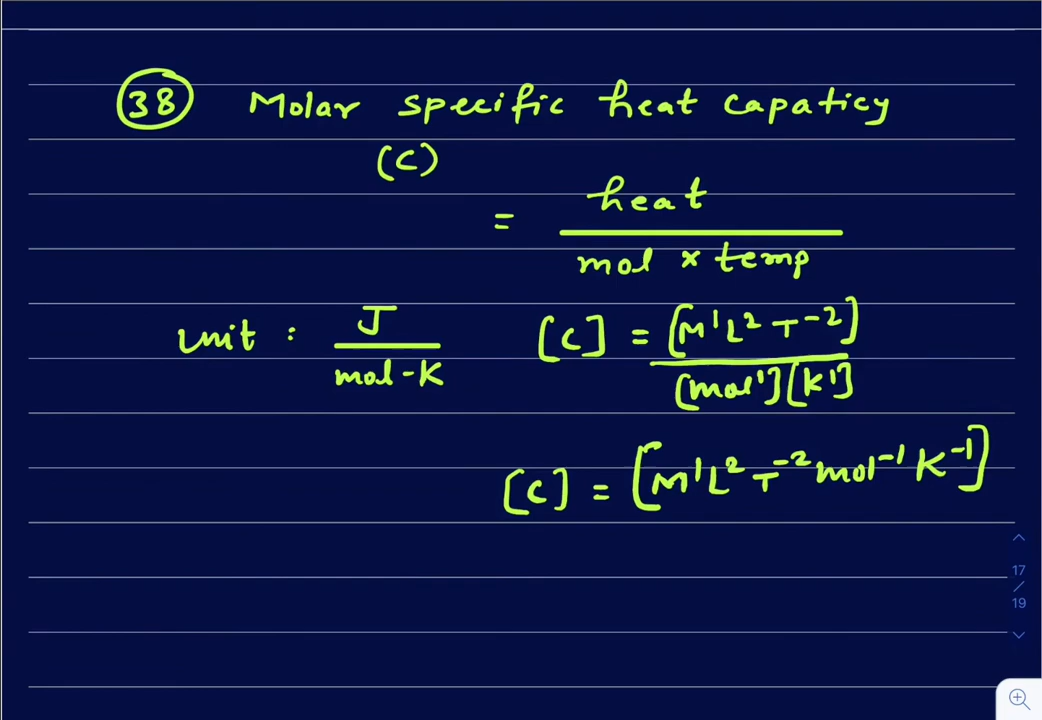 38 Molar specific heat capaticy
(C)
= heat / mol × temp
unit : J / mol-K
[C] = [M¹L²T⁻²] / [mol¹][K¹]
[C] = [M¹L²T⁻²mol⁻¹K⁻¹]
17
/
19